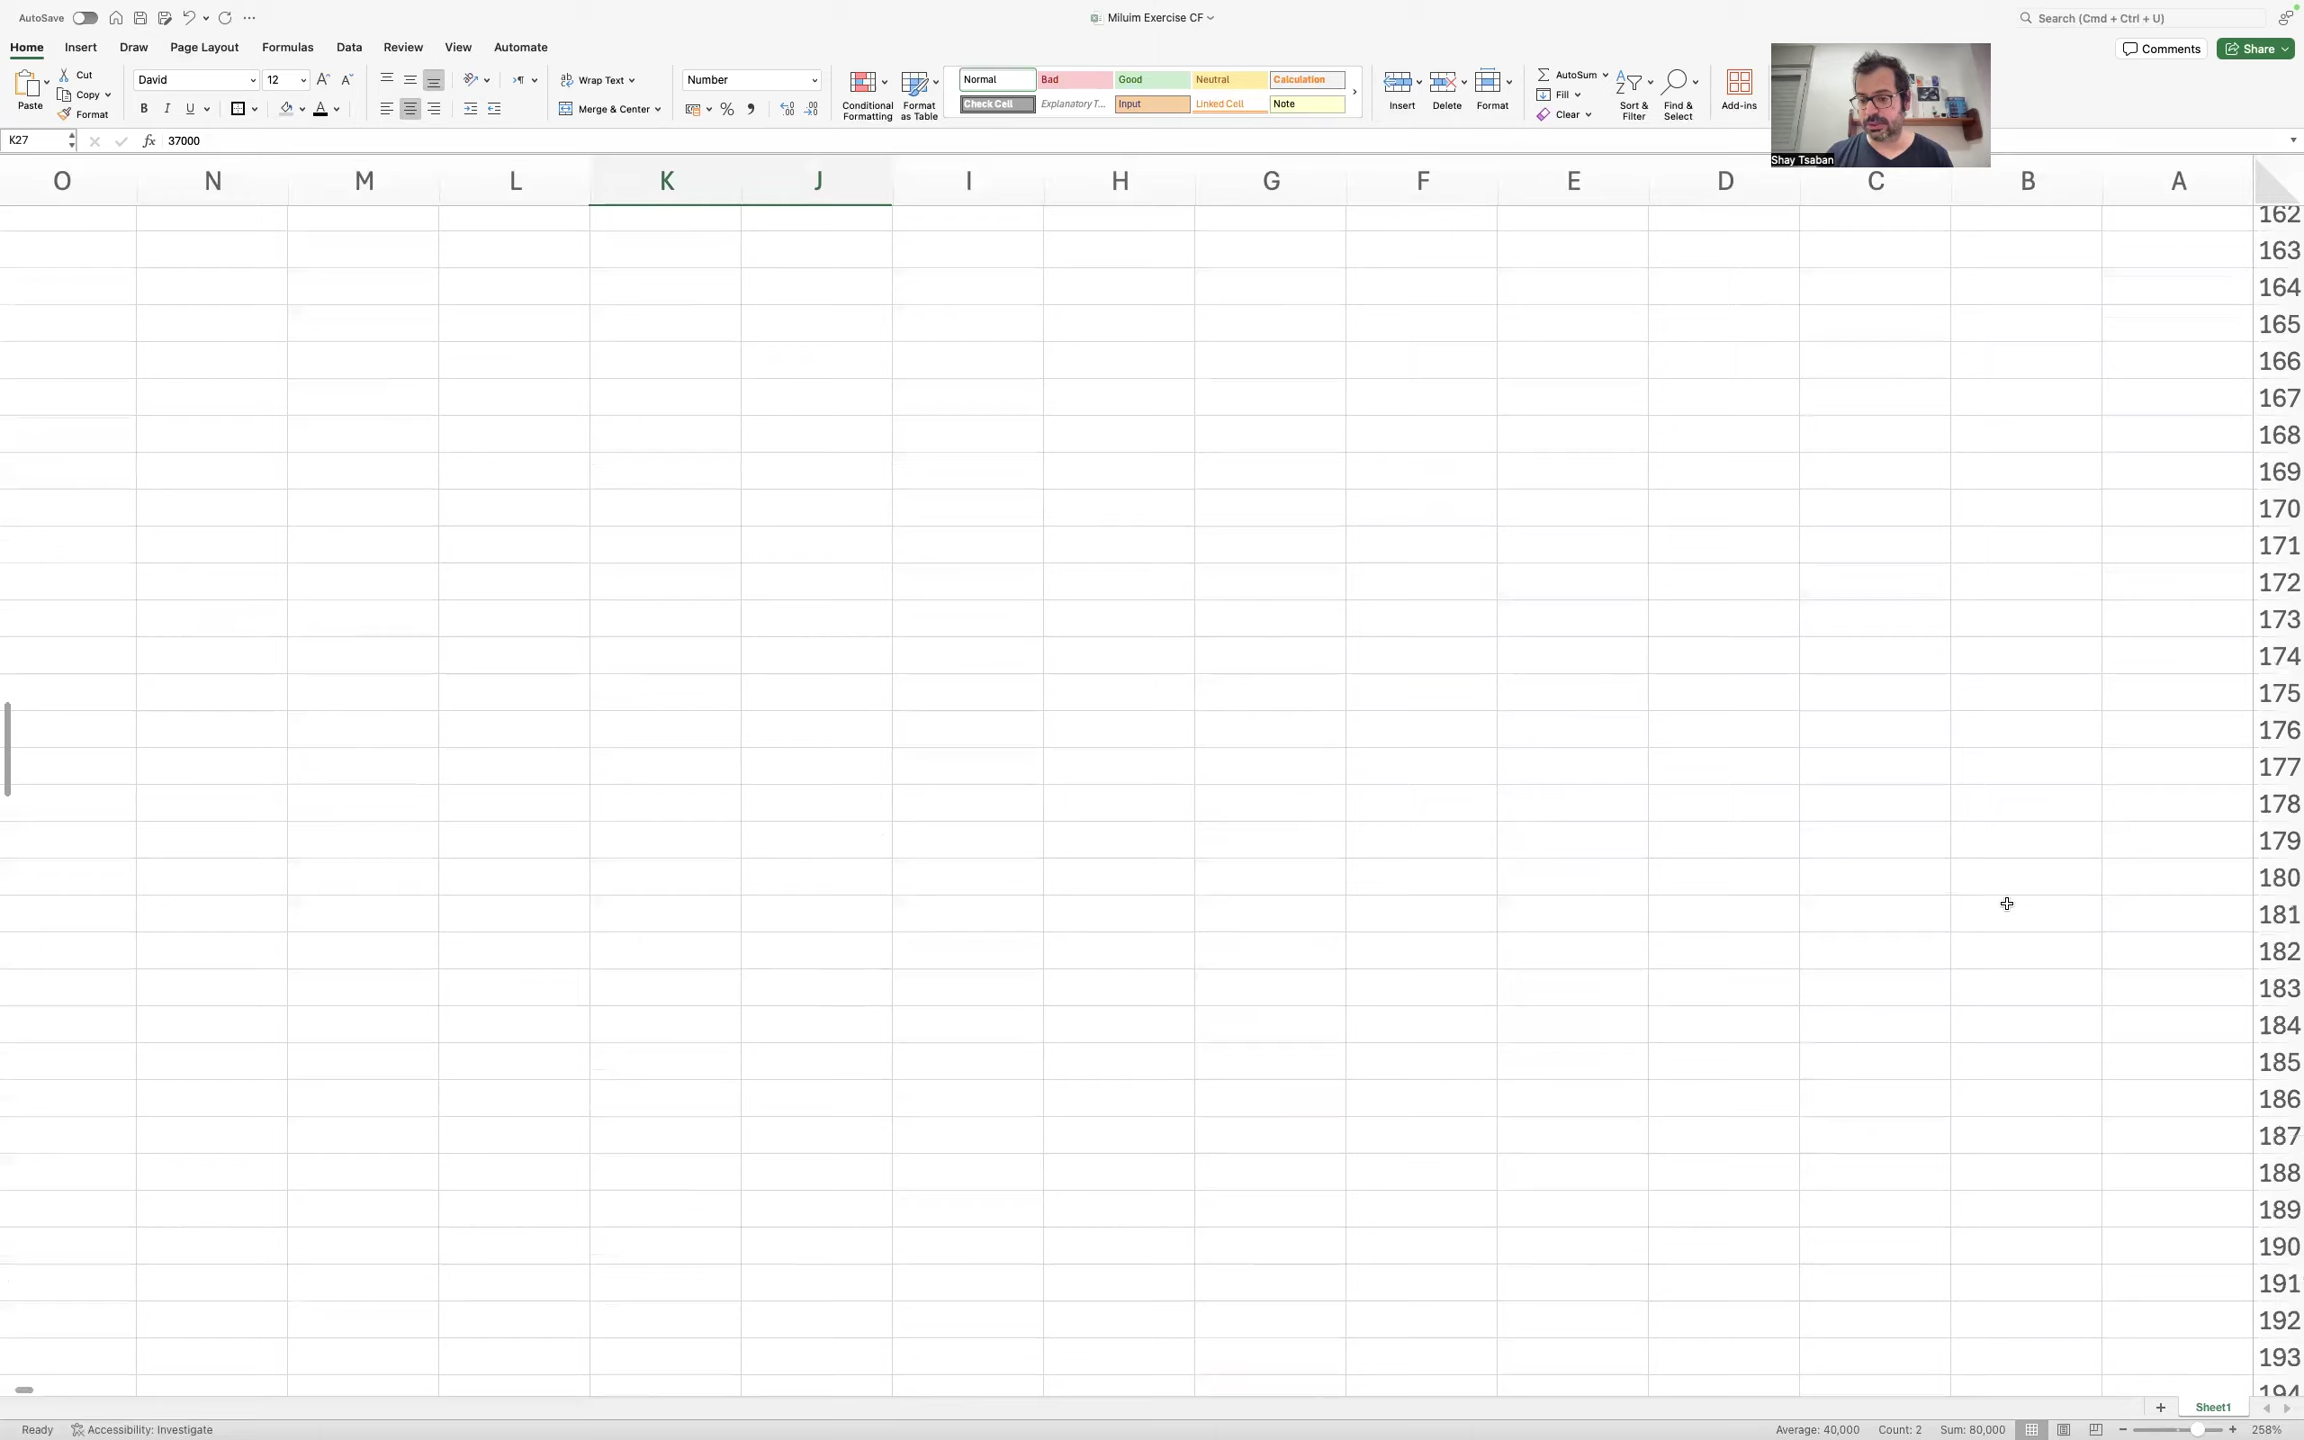 AutoSave
Miluim Exercise CF
Search (Cmd + Ctrl + U)
Home Insert Draw Page Layout Formulas Data Review View Automate
Comments Share
Paste
Cut
Copy
Format
David 12
B I U A
Wrap Text
Merge & Center
Number
Conditional Formatting
Format as Table
Normal Bad Good Neutral Calculation
Check Cell Explanatory T... Input Linked Cell Note
Insert Delete Format
AutoSum
Fill
Clear
Sort & Filter
Find & Select
Add-ins
Shay Tsaban
K27 fx 37000
O N M L K J I H G F E D C B A
162
163
164
165
166
167
168
169
170
171
172
173
174
175
176
177
178
179
180
181
182
183
184
185
186
187
188
189
190
191
192
193
194
Sheet1
Ready Accessibility: Investigate Average: 40,000 Count: 2 Sum: 80,000 258%